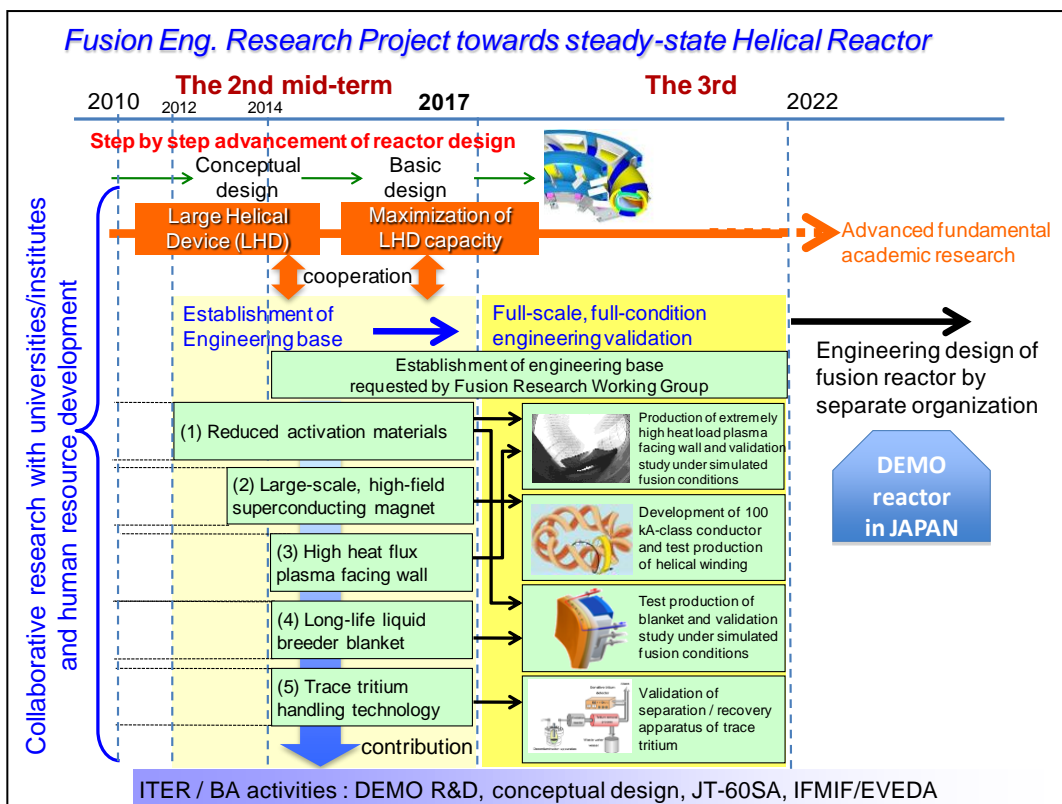 Fusion Eng. Research Project towards steady-state Helical Reactor
The 2nd mid-term
The 3rd
2010
2012
2014
2017
2022
Step by step advancement of reactor design
Conceptual
design
Basic
design
Large Helical
Device (LHD)
Maximization of
LHD capacity
Advanced fundamental
academic research
cooperation
Establishment of
Engineering base
Full-scale, full-condition
engineering validation
Engineering design of
fusion reactor by
separate organization
Establishment of engineering base
requested by Fusion Research Working Group
(1) Reduced activation materials
Production of extremely
high heat load plasma
facing wall and validation
study under simulated
fusion conditions
(2) Large-scale, high-field
superconducting magnet
Development of 100
kA-class conductor
and test production
of helical winding
DEMO
reactor
in JAPAN
(3) High heat flux
plasma facing wall
(4) Long-life liquid
breeder blanket
Test production of
blanket and validation
study under simulated
fusion conditions
(5) Trace tritium
handling technology
Validation of
separation / recovery
apparatus of trace
tritium
contribution
Collaborative research with universities/institutes
and human resource development
ITER / BA activities : DEMO R&D, conceptual design, JT-60SA, IFMIF/EVEDA